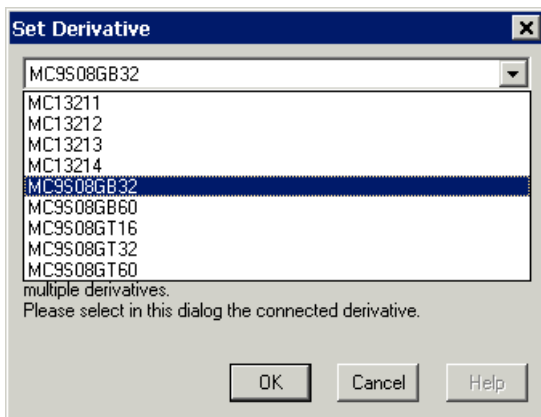 Set Derivative
MC9S08GB32
MC13211
MC13212
MC13213
MC13214
MC9S08GB32
MC9S08GB60
MC9S08GT16
MC9S08GT32
MC9S08GT60
multiple derivatives.
Please select in this dialog the connected derivative.
OK Cancel Help